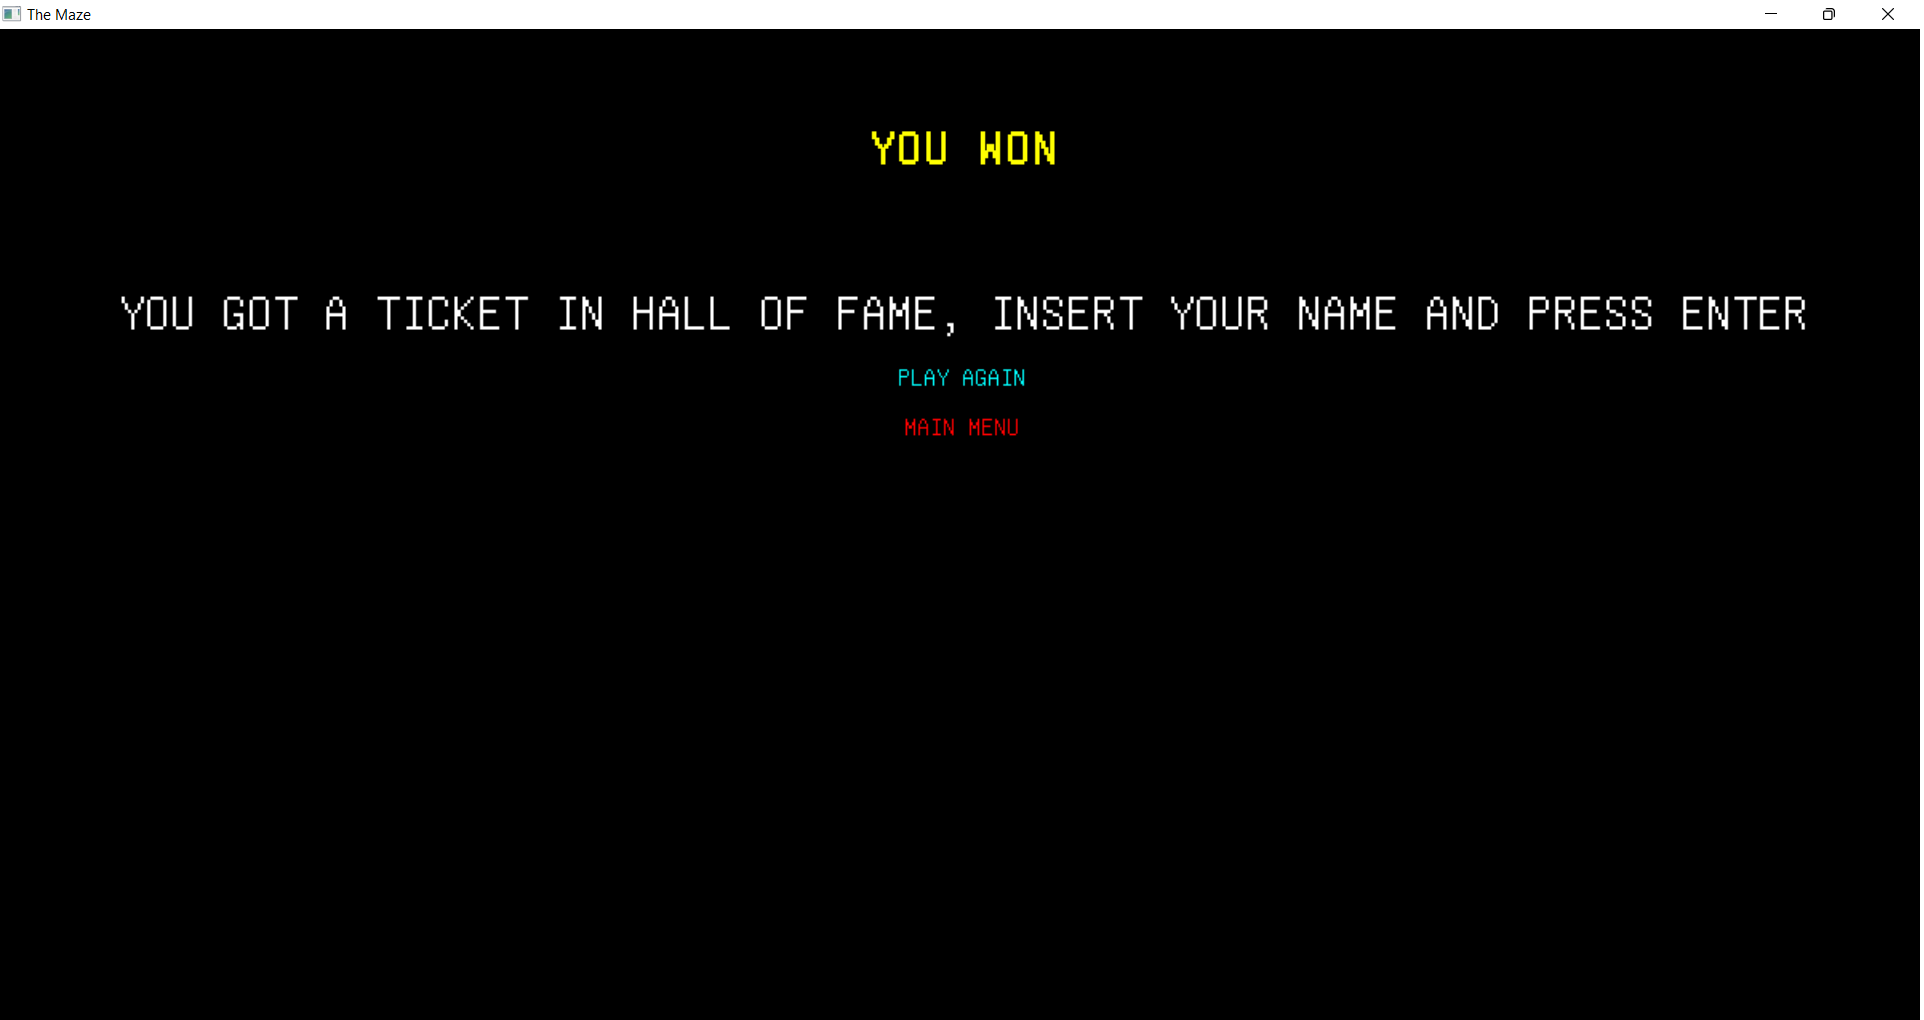 The Maze
YOU WON
YOU GOT A TICKET IN HALL OF FAME, INSERT YOUR NAME AND PRESS ENTER
PLAY AGAIN
MAIN MENU